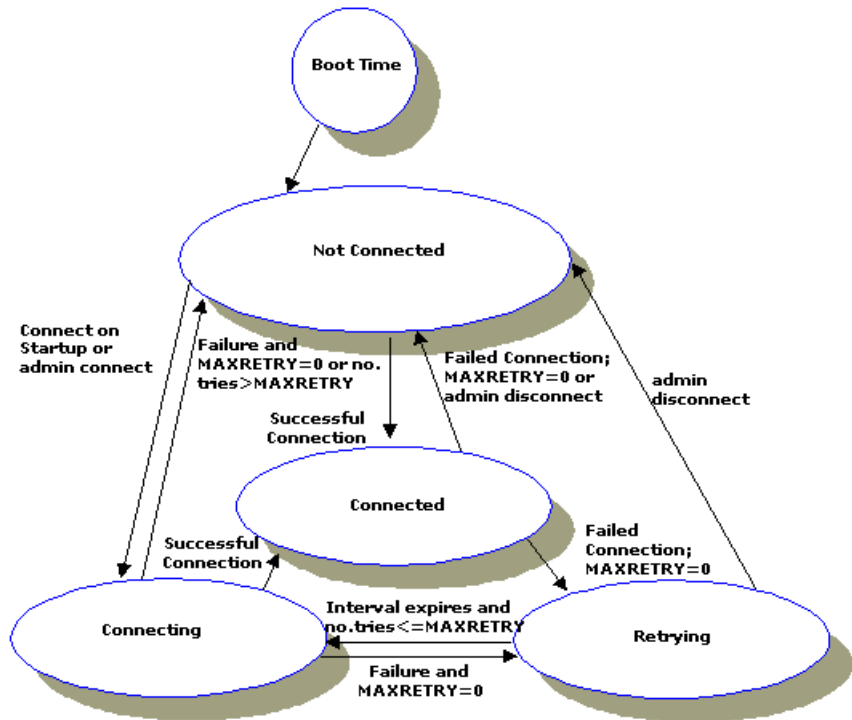 Boot Time
Not Connected
Connect on
Startup or
admin connect
Failure and
MAXRETRY=0 or no.
tries>MAXRETRY
Failed Connection;
MAXRETRY=0 or
admin disconnect
admin
disconnect
Successful
Connection
Connected
Successful
Connection
Failed
Connection;
MAXRETRY=0
Connecting
Interval expires and
no.tries<=MAXRETRY
Retrying
Failure and
MAXRETRY=0